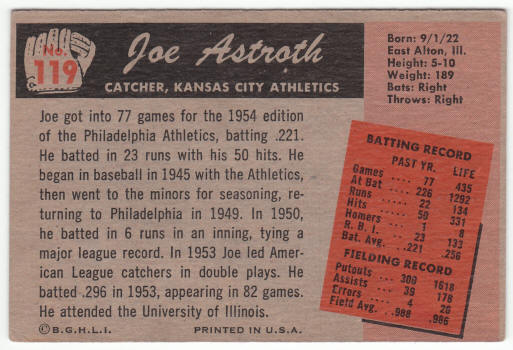 No.
119
Joe Astroth
CATCHER, KANSAS CITY ATHLETICS
Born: 9/1/22
East Alton, Ill.
Height: 5-10
Weight: 189
Bats: Right
Throws: Right
Joe got into 77 games for the 1954 edition
of the Philadelphia Athletics, batting .221.
He batted in 23 runs with his 50 hits. He
began in baseball in 1945 with the Athletics,
then went to the minors for seasoning, re-
turning to Philadelphia in 1949. In 1950,
he batted in 6 runs in an inning, tying a
major league record. In 1953 Joe led Amer-
ican League catchers in double plays. He
batted .296 in 1953, appearing in 82 games.
He attended the University of Illinois.
©B.G.H.L.I. PRINTED IN U.S.A.
BATTING RECORD
PAST YR. LIFE
Games 77 435
At Bat 226 1292
Runs 22 134
Hits 50 331
Homers 1 8
R. B. I. 23 133
Bat. Avg. .221 .256
FIELDING RECORD
Putouts 309 1618
Assists 39 178
Errors 4 26
Field Avg. .988 .986